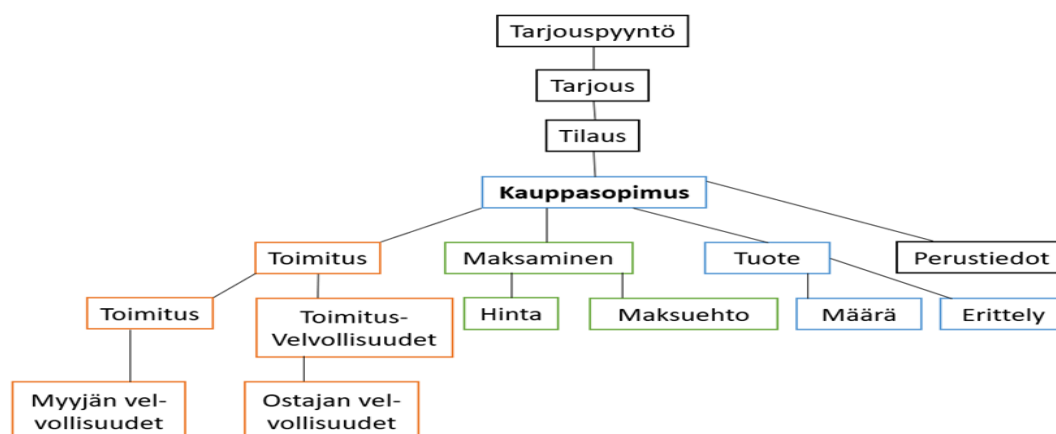 Tarjouspyyntö
Tarjous
Tilaus
Kauppasopimus
Toimitus
Maksaminen
Tuote
Perustiedot
Toimitus
Toimitus-
Velvollisuudet
Hinta
Maksuehto
Määrä
Erittely
Myyjän vel-
vollisuudet
Ostajan vel-
vollisuudet